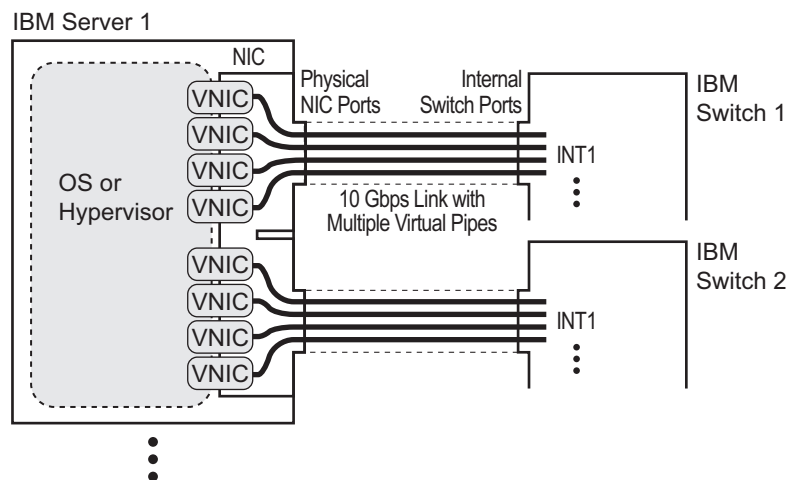 IBM Server 1
NIC
Physical
NIC Ports
Internal
Switch Ports
IBM
Switch 1
VNIC
VNIC
VNIC
VNIC
INT1
OS or
Hypervisor
10 Gbps Link with
Multiple Virtual Pipes
IBM
Switch 2
VNIC
VNIC
VNIC
VNIC
INT1